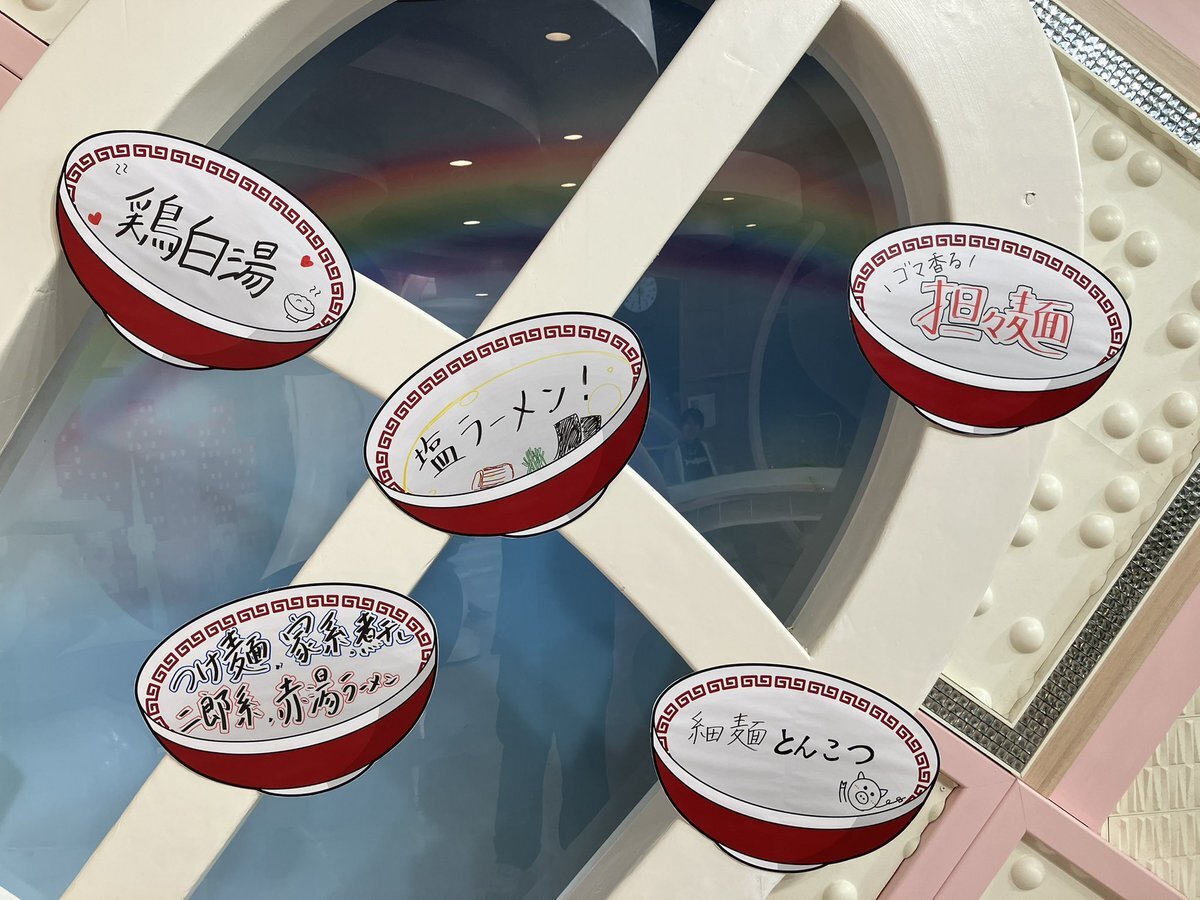 鶏白湯
ゴマ香る!
担々麺
塩ラーメン!
つけ麺、家系、煮干し
二郎系、赤湯ラーメン
細麺とんこつ